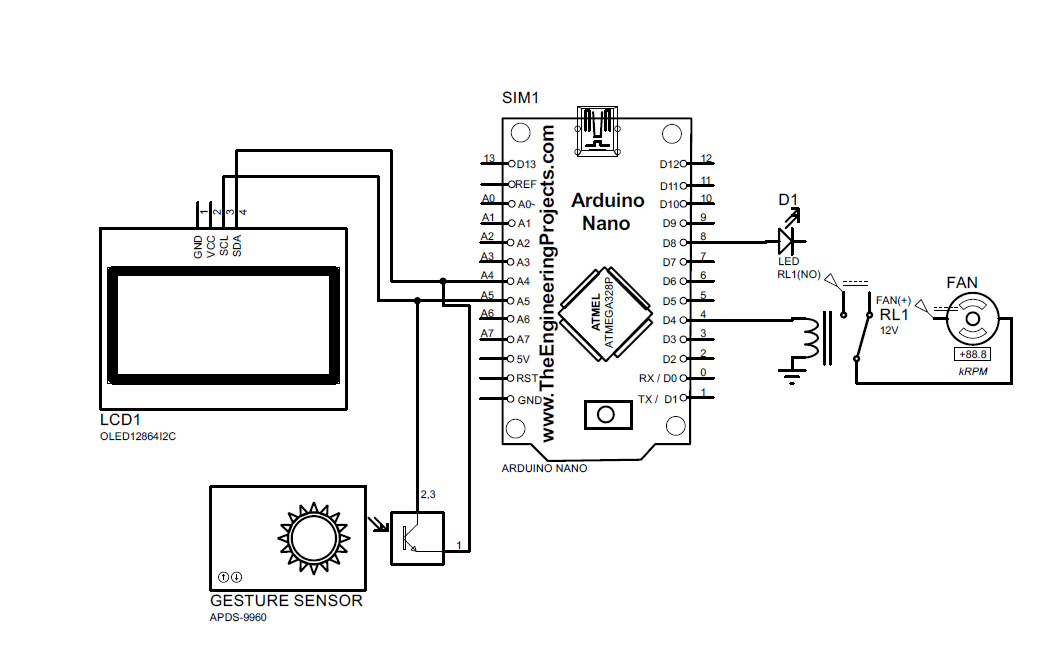 SIM1
www.TheEngineeringProjects.com
Arduino
Nano
ATMEL
ATMEGA328P
13 D13
REF
A0 A0~
A1 A1
A2 A2
A3 A3
A4 A4
A5 A5
A6 A6
A7 A7
5V
RST
GND
D12 12
D11 11
D10 10
D9 9
D8 8
D7 7
D6 6
D5 5
D4 4
D3 3
D2 2
RX / D0 0
TX / D1 1
ARDUINO NANO
1 2 3 4
GND VCC SCL SDA
LCD1
OLED12864I2C
D1
LED
RL1(NO)
FAN(+)
RL1
12V
FAN
+88.8
kRPM
2,3
1
GESTURE SENSOR
APDS-9960